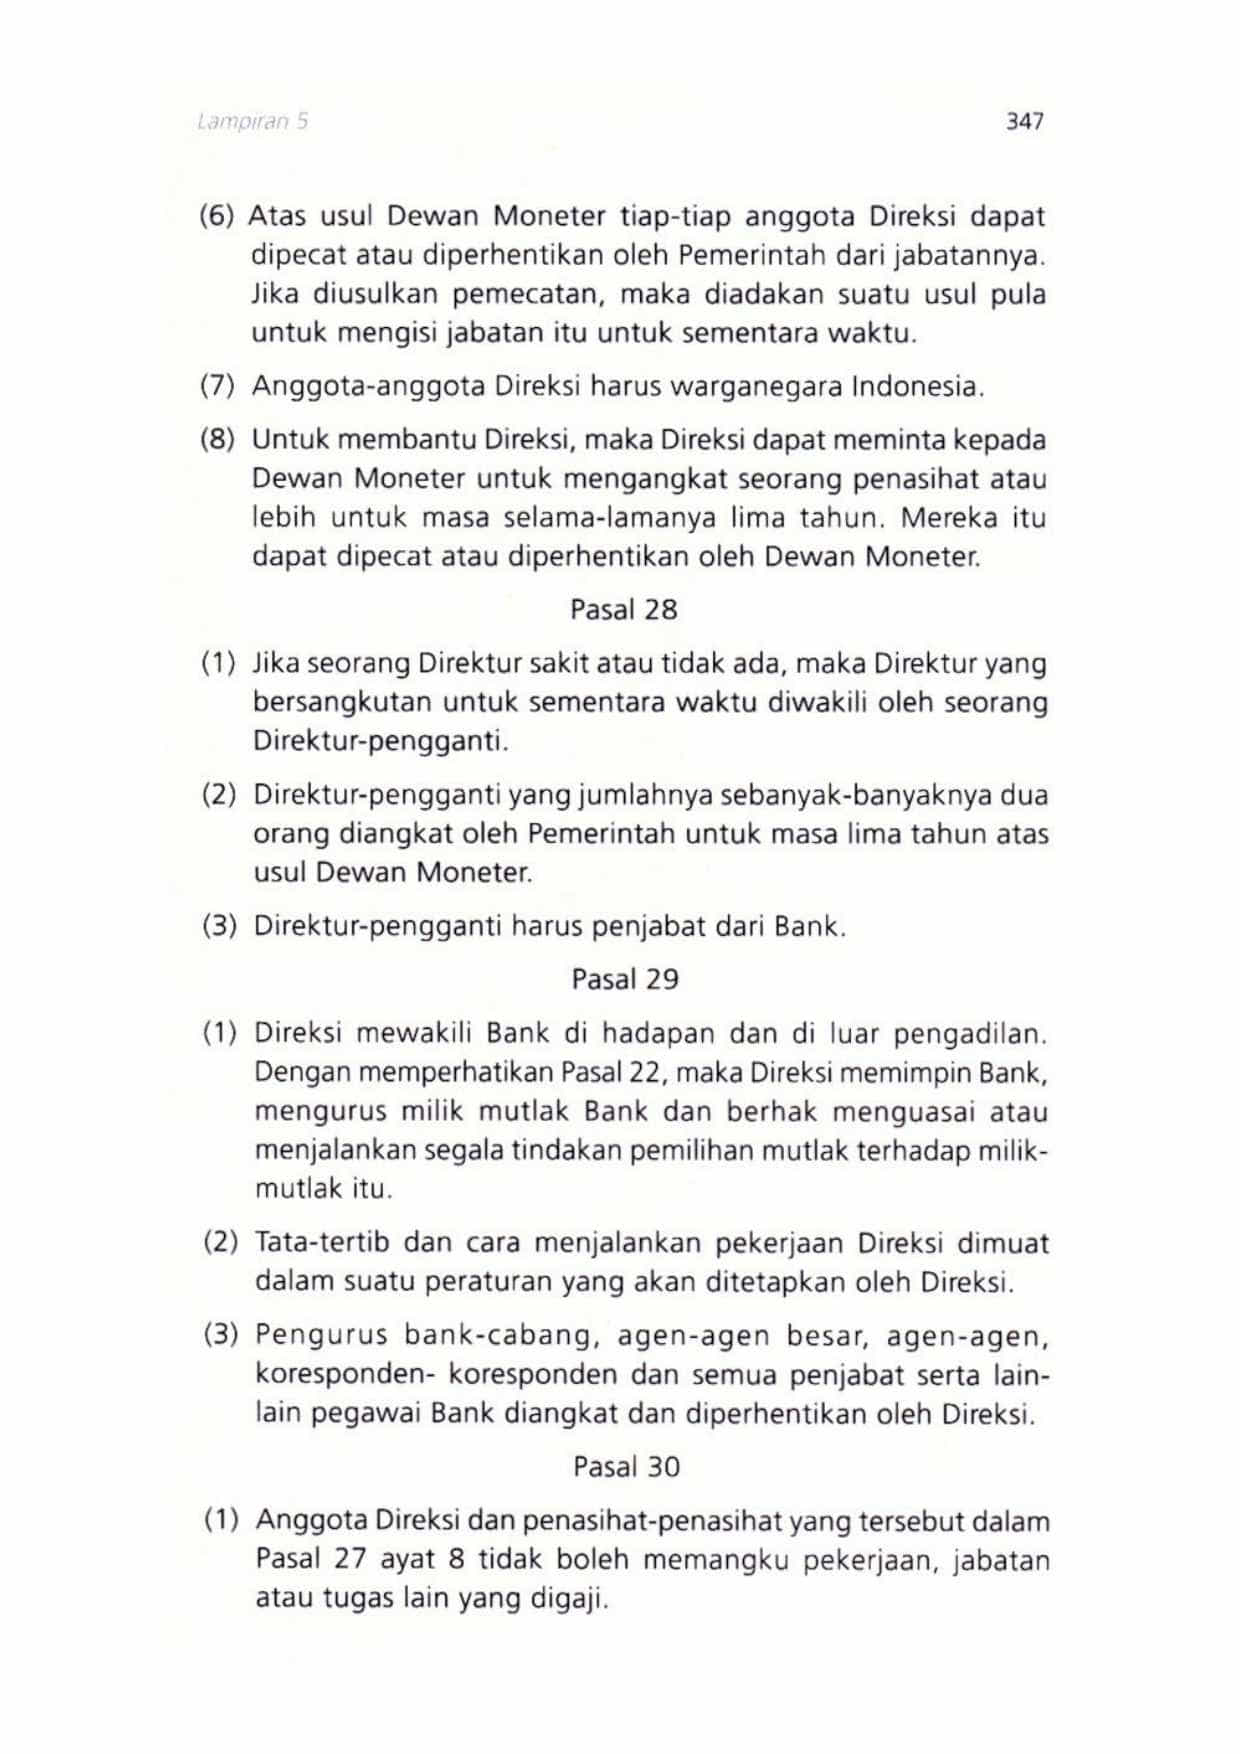 Lampiran 5
347
(6) Atas usul Dewan Moneter tiap-tiap anggota Direksi dapat
dipecat atau diperhentikan oleh Pemerintah dari jabatannya.
Jika diusulkan pemecatan, maka diadakan suatu usul pula
untuk mengisi jabatan itu untuk sementara waktu.
(7) Anggota-anggota Direksi harus warganegara Indonesia.
(8) Untuk membantu Direksi, maka Direksi dapat meminta kepada
Dewan Moneter untuk mengangkat seorang penasihat atau
lebih untuk masa selama-lamanya lima tahun. Mereka itu
dapat dipecat atau diperhentikan oleh Dewan Moneter.
Pasal 28
(1) Jika seorang Direktur sakit atau tidak ada, maka Direktur yang
bersangkutan untuk sementara waktu diwakili oleh seorang
Direktur-pengganti.
(2) Direktur-pengganti yang jumlahnya sebanyak-banyaknya dua
orang diangkat oleh Pemerintah untuk masa lima tahun atas
usul Dewan Moneter.
(3) Direktur-pengganti harus penjabat dari Bank.
Pasal 29
(1) Direksi mewakili Bank di hadapan dan di luar pengadilan.
Dengan memperhatikan Pasal 22, maka Direksi memimpin Bank,
mengurus milik mutlak Bank dan berhak menguasai atau
menjalankan segala tindakan pemilihan mutlak terhadap milik-
mutlak itu.
(2) Tata-tertib dan cara menjalankan pekerjaan Direksi dimuat
dalam suatu peraturan yang akan ditetapkan oleh Direksi.
(3) Pengurus bank-cabang, agen-agen besar, agen-agen,
koresponden- koresponden dan semua penjabat serta lain-
lain pegawai Bank diangkat dan diperhentikan oleh Direksi.
Pasal 30
(1) Anggota Direksi dan penasihat-penasihat yang tersebut dalam
Pasal 27 ayat 8 tidak boleh memangku pekerjaan, jabatan
atau tugas lain yang digaji.